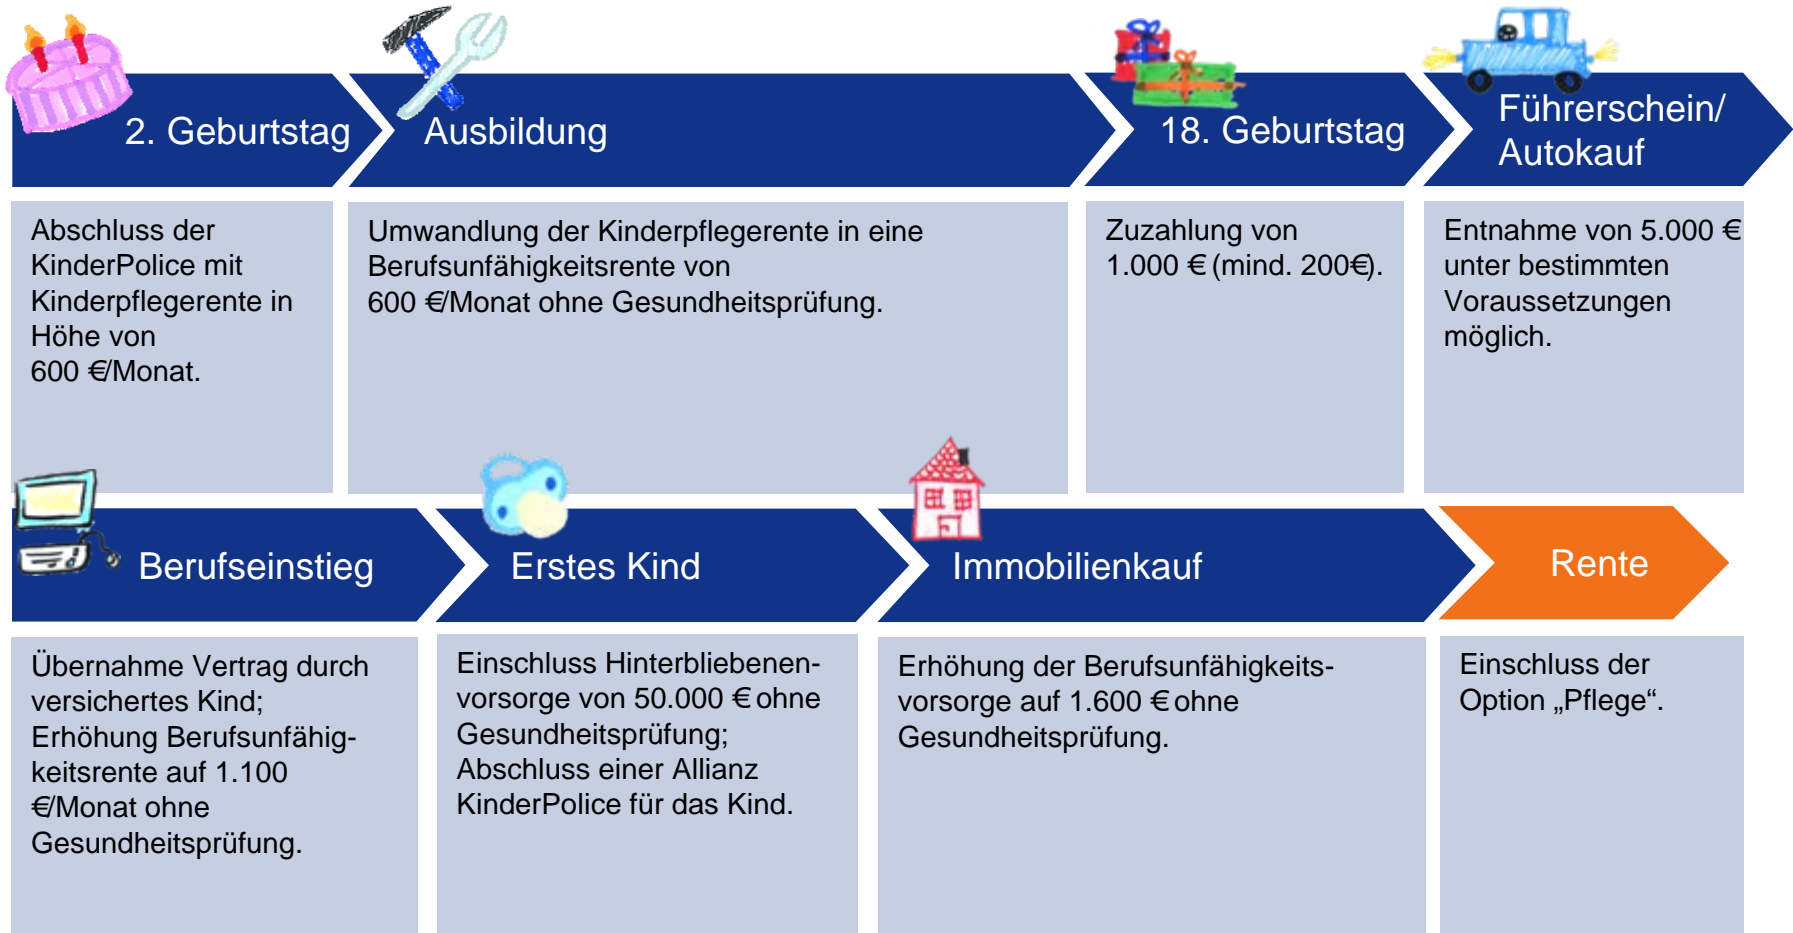 2. Geburtstag
Ausbildung
18. Geburtstag
Führerschein/
Autokauf
Abschluss der
KinderPolice mit
Kinderpflegerente in
Höhe von
600 €/Monat.
Umwandlung der Kinderpflegerente in eine
Berufsunfähigkeitsrente von
600 €/Monat ohne Gesundheitsprüfung.
Zuzahlung von
1.000 € (mind. 200€).
Entnahme von 5.000 €
unter bestimmten
Voraussetzungen
möglich.
Berufseinstieg
Erstes Kind
Immobilienkauf
Rente
Übernahme Vertrag durch
versichertes Kind;
Erhöhung Berufsunfähig-
keitsrente auf 1.100
€/Monat ohne
Gesundheitsprüfung.
Einschluss Hinterbliebenen-
vorsorge von 50.000 € ohne
Gesundheitsprüfung;
Abschluss einer Allianz
KinderPolice für das Kind.
Erhöhung der Berufsunfähigkeits-
vorsorge auf 1.600 € ohne
Gesundheitsprüfung.
Einschluss der
Option „Pflege“.